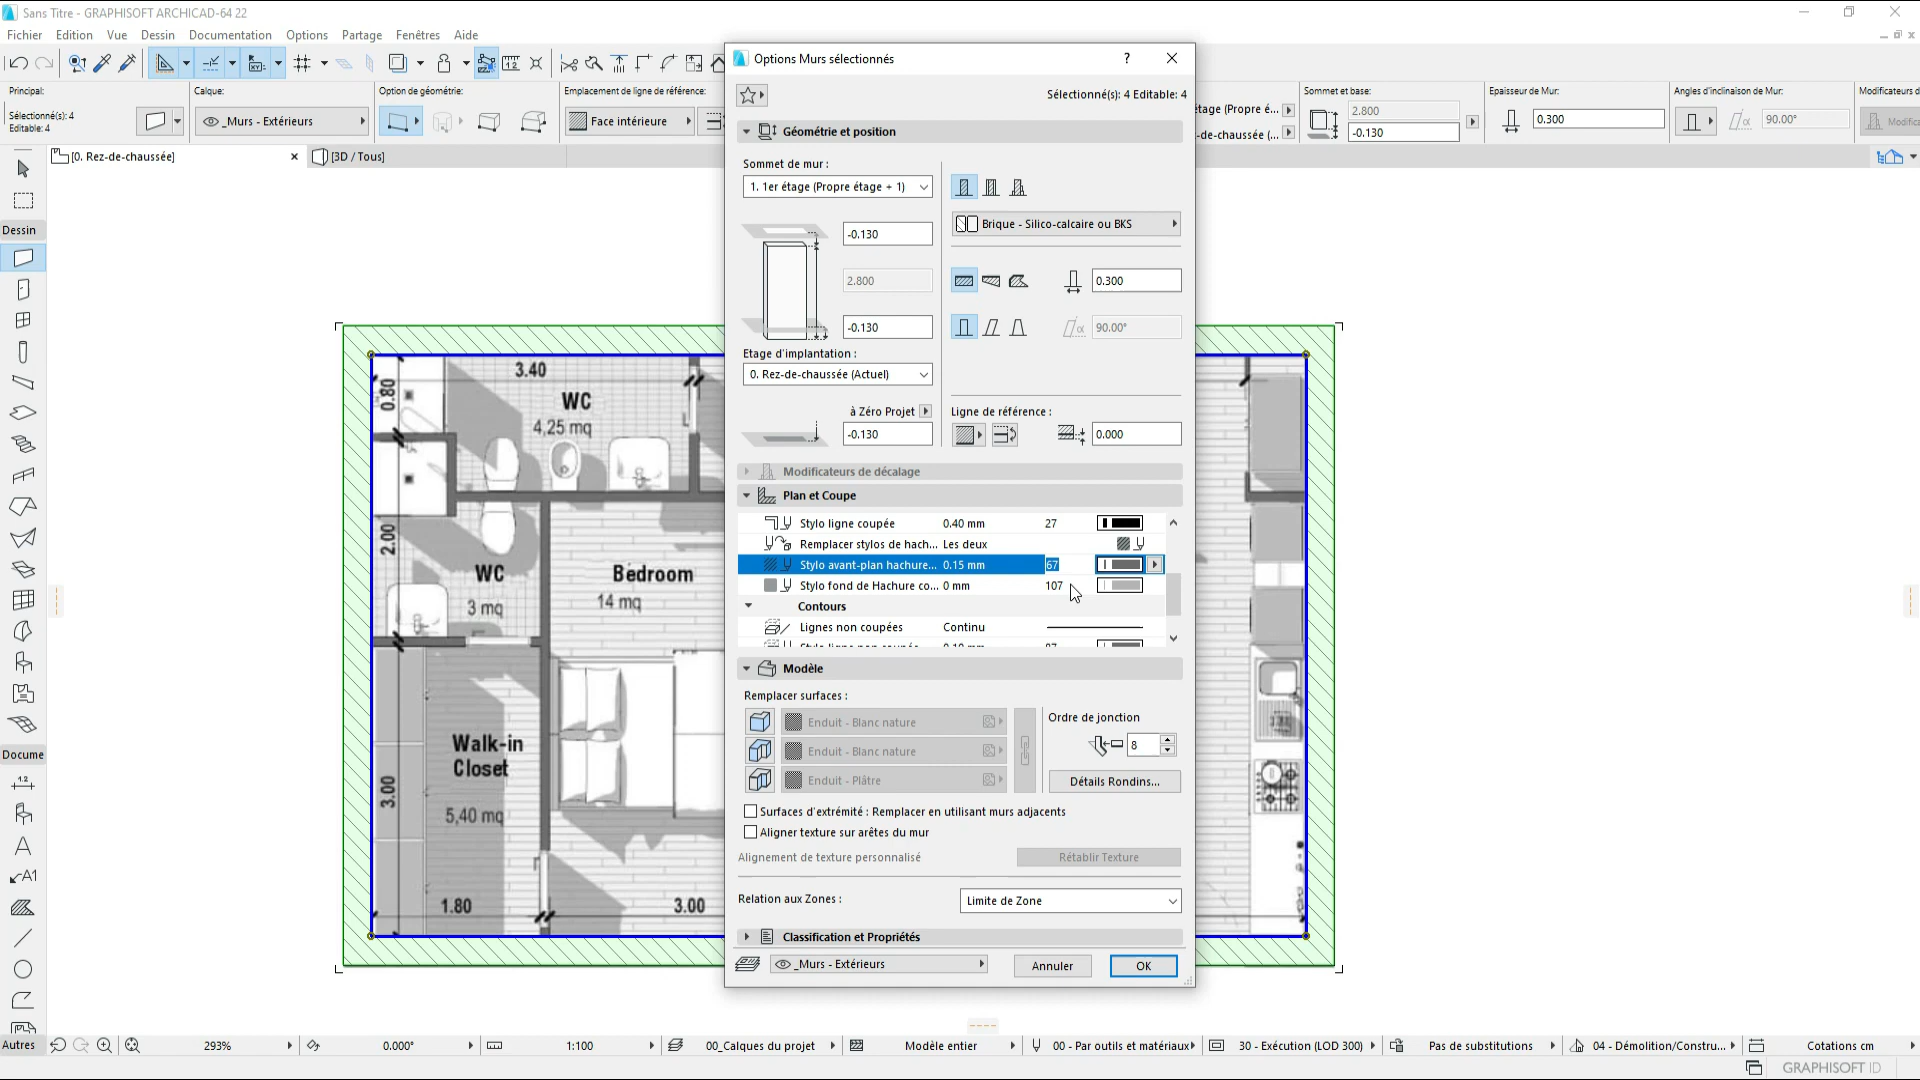 Sans Titre - GRAPHISOFT ARCHICAD-64 22
Fichier Edition Vue Dessin Documentation Options Partage Fenêtres Aide
Principal:
Sélectionné(s): 4
Editable: 4
Calque:
_Murs - Extérieurs
Option de géométrie:
Emplacement de ligne de référence:
Face intérieure
étage (Propre é...
-de-chaussée (...
Sommet et base:
2.800
-0.130
Epaisseur de Mur:
0.300
Angles d'inclinaison de Mur:
90.00°
Modificateurs d
Modific
[0. Rez-de-chaussée]
[3D / Tous]
Dessin
Docume
1.2
A
A1
Autres
3.40
0.80
WC
4,25 mq
2.00
WC
3 mq
Bedroom
14 mq
Walk-in
Closet
5,40 mq
3.00
1.80
3.00
Options Murs sélectionnés
?
Sélectionné(s): 4 Editable: 4
Géométrie et position
Sommet de mur :
1. 1er étage (Propre étage + 1)
-0.130
2.800
-0.130
Etage d'implantation :
0. Rez-de-chaussée (Actuel)
à Zéro Projet
-0.130
Brique - Silico-calcaire ou BKS
0.300
90.00°
Ligne de référence :
0.000
Modificateurs de décalage
Plan et Coupe
Stylo ligne coupée 0.40 mm 27
Remplacer stylos de hach... Les deux
Stylo avant-plan hachure... 0.15 mm 67
Stylo fond de Hachure co... 0 mm 107
Contours
Lignes non coupées Continu
Modèle
Remplacer surfaces :
Enduit - Blanc nature
Enduit - Blanc nature
Enduit - Plâtre
Ordre de jonction
8
Détails Rondins...
Surfaces d'extrémité : Remplacer en utilisant murs adjacents
Aligner texture sur arêtes du mur
Alignement de texture personnalisé
Rétablir Texture
Relation aux Zones :
Limite de Zone
Classification et Propriétés
_Murs - Extérieurs
Annuler
OK
293%
0.000°
1:100
00_Calques du projet
Modèle entier
00 - Par outils et matériaux
30 - Exécution (LOD 300)
Pas de substitutions
04 - Démolition/Constru...
Cotations cm
GRAPHISOFT ID